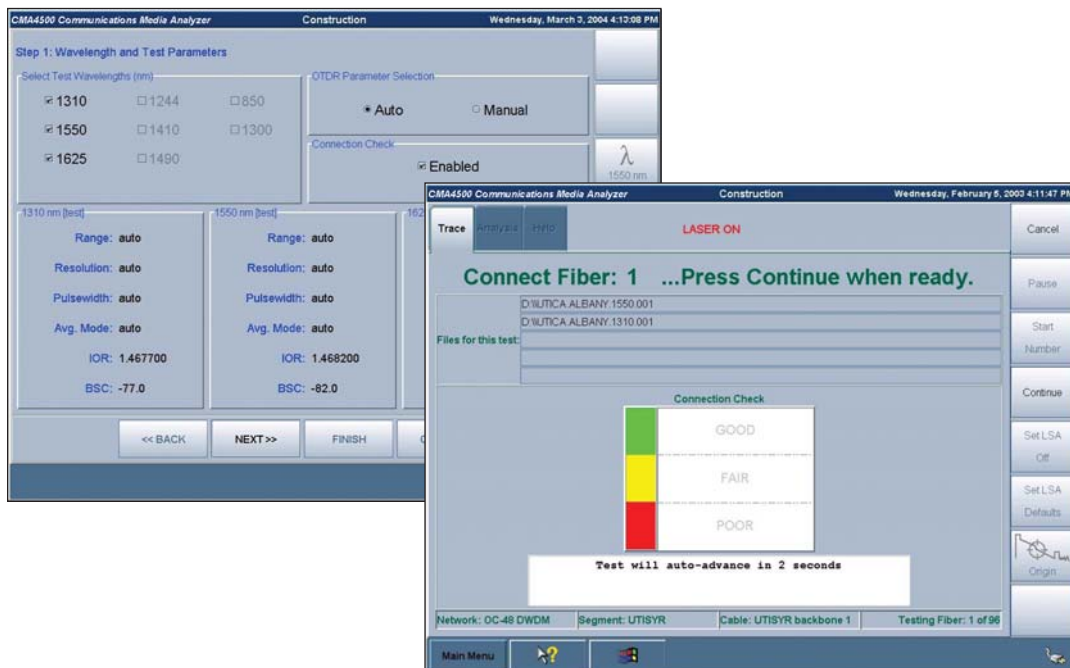 CMA4500 Communications Media Analyzer Construction Wednesday, March 3, 2004 4:13:08 PM
Step 1: Wavelength and Test Parameters
Select Test Wavelengths (nm)
OTDR Parameter Selection
1310 1244 850
Auto Manual
1550 1410 1300
Connection Check
1625 1490
Enabled
λ
1550 nm
1310 nm [test] 1550 nm [test] 162
Range: auto Range: auto
Resolution: auto Resolution: auto
Pulsewidth: auto Pulsewidth: auto
Avg. Mode: auto Avg. Mode: auto
IOR: 1.467700 IOR: 1.468200
BSC: -77.0 BSC: -82.0
<< BACK NEXT >> FINISH
CMA4500 Communications Media Analyzer Construction Wednesday, February 5, 2003 4:11:47 PM
Trace Analysis Help LASER ON Cancel
Connect Fiber: 1 ...Press Continue when ready.
Pause
D:\\UTICA.ALBANY.1550.001
D:\\UTICA.ALBANY.1310.001
Files for this test:
Start
Number
Connection Check
Continue
GOOD
FAIR
POOR
Set LSA
Off
Set LSA
Defaults
Origin
Test will auto-advance in 2 seconds
Network: OC-48 DWDM Segment: UTISYR Cable: UTISYR backbone 1 Testing Fiber: 1 of 96
Main Menu